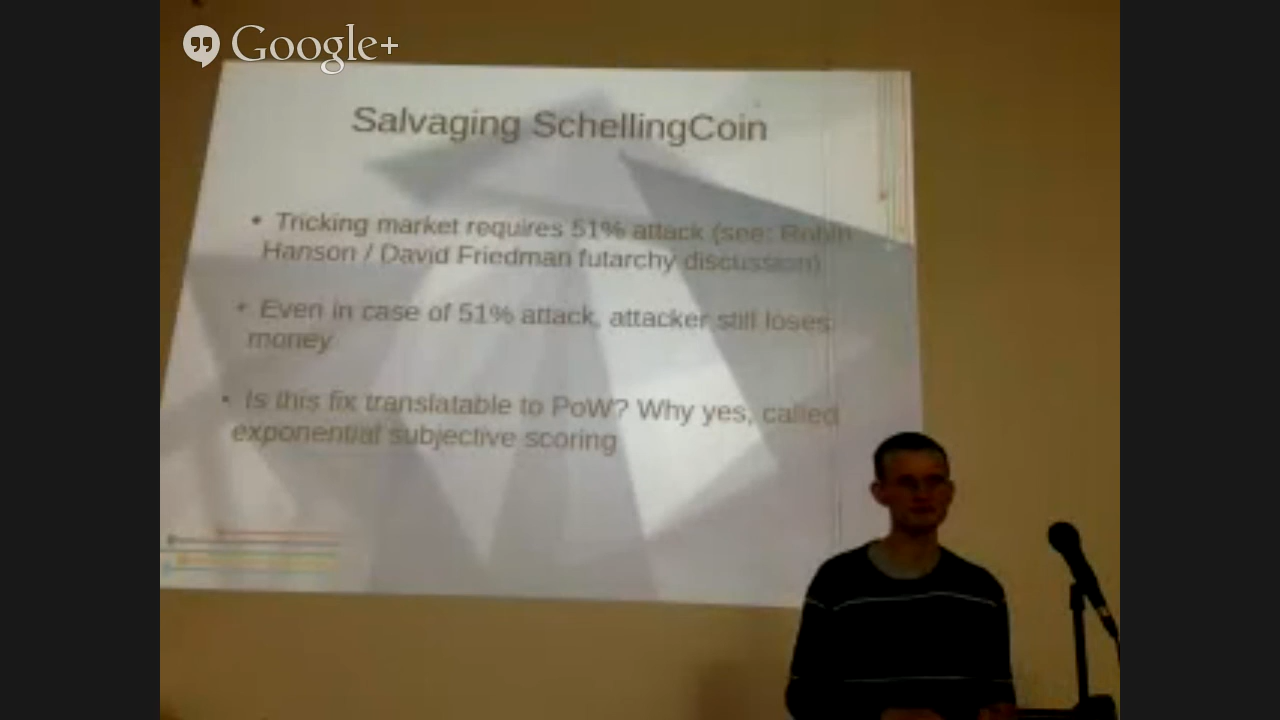 Google+
Salvaging SchellingCoin
• Tricking market requires 51% attack (see: Robin
Hanson / David Friedman futarchy discussion)
• Even in case of 51% attack, attacker still loses
money
• Is this fix translatable to PoW? Why yes, called
exponential subjective scoring